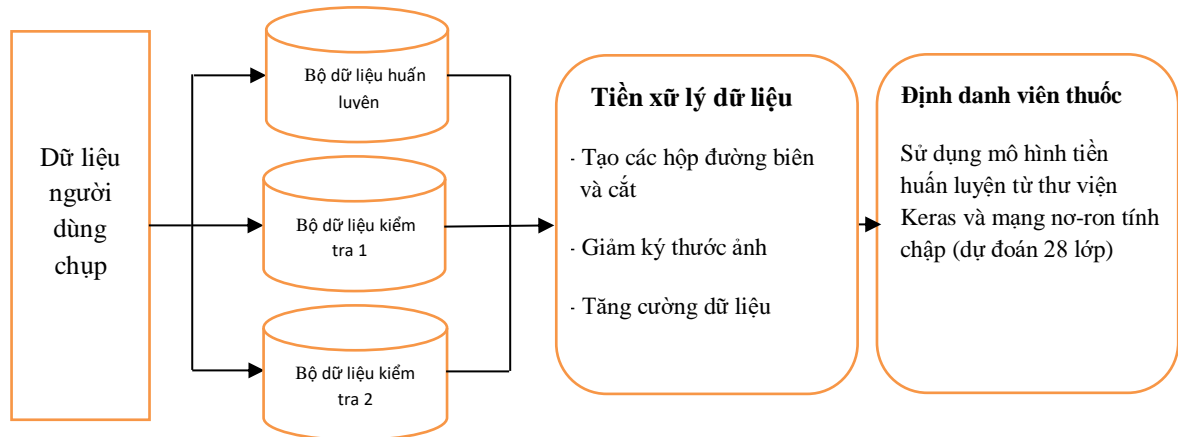 Dữ liệu
người
dùng
chụp
Bộ dữ liệu huấn
luyên
Bộ dữ liệu kiểm
tra 1
Bộ dữ liệu kiểm
tra 2
Tiền xữ lý dữ liệu
- Tạo các hộp đường biên
và cắt
- Giảm ký thước ảnh
- Tăng cường dữ liệu
Định danh viên thuốc
Sử dụng mô hình tiền
huấn luyện từ thư viện
Keras và mạng nơ-ron tính
chập (dự đoán 28 lớp)